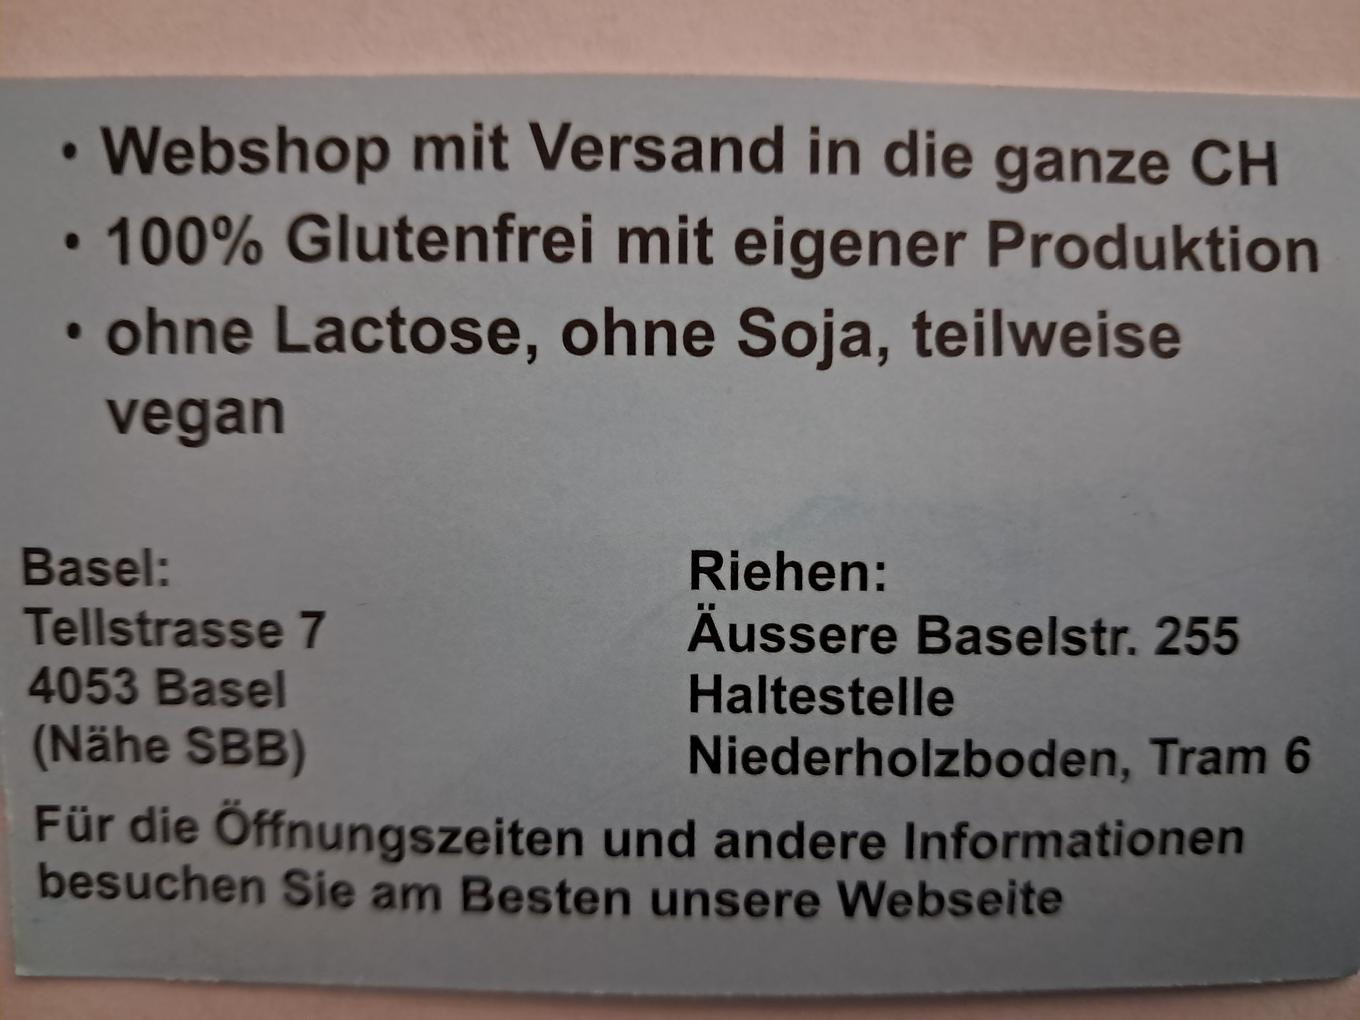 • Webshop mit Versand in die ganze CH
• 100% Glutenfrei mit eigener Produktion
• ohne Lactose, ohne Soja, teilweise
vegan
Basel:
Tellstrasse 7
4053 Basel
(Nähe SBB)
Riehen:
Äussere Baselstr. 255
Haltestelle
Niederholzboden, Tram 6
Für die Öffnungszeiten und andere Informationen
besuchen Sie am Besten unsere Webseite